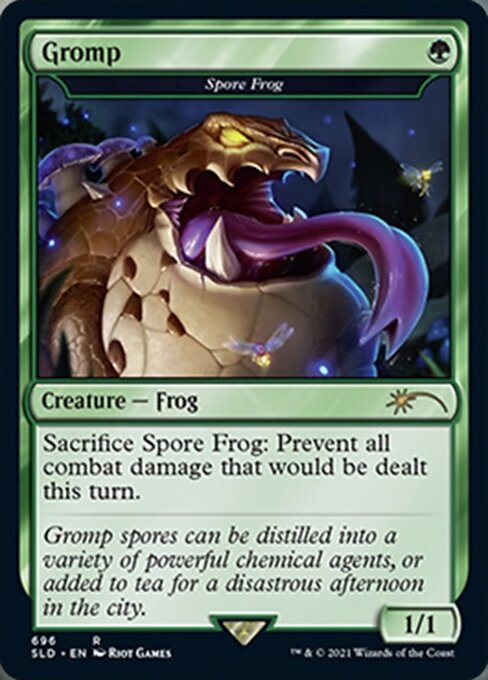 Gromp
Spore Frog
Creature — Frog
Sacrifice Spore Frog: Prevent all
combat damage that would be dealt
this turn.
Gromp spores can be distilled into a
variety of powerful chemical agents, or
added to tea for a disastrous afternoon
in the city.
1/1
696 R
SLD • EN Riot Games
™ & © 2021 Wizards of the Coast